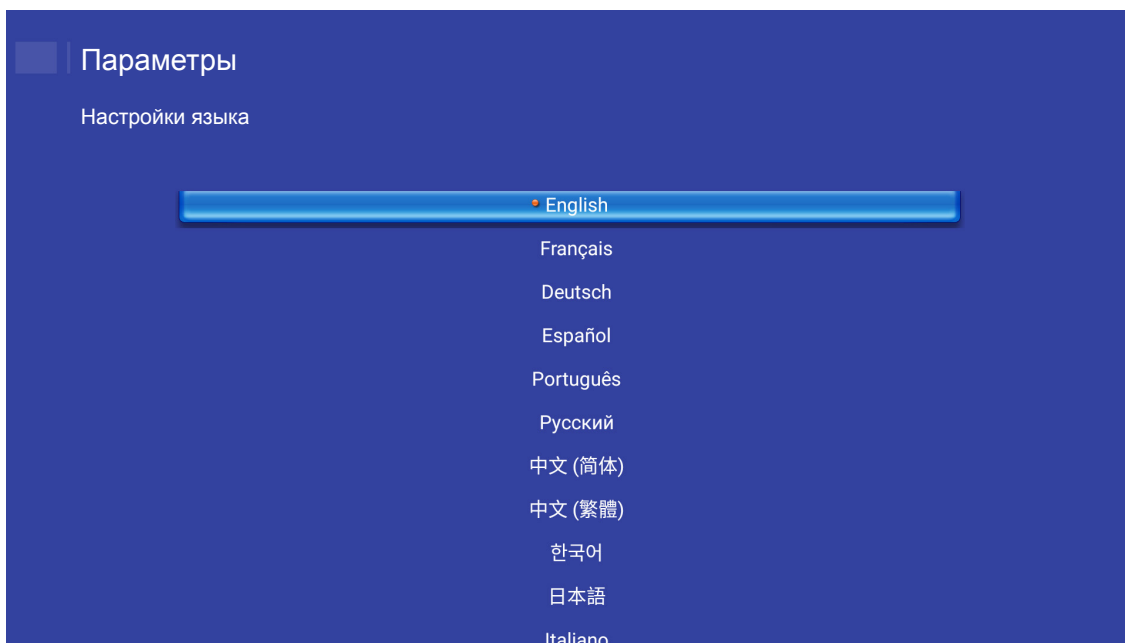 Параметры
Настройки языка
English
Français
Deutsch
Español
Português
Русский
中文 (简体)
中文 (繁體)
한국어
日本語
Italiano